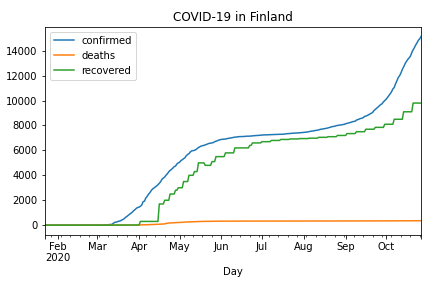 COVID-19 in Finland
confirmed
deaths
recovered
14000
12000
10000
8000
6000
4000
2000
0
Feb Mar Apr May Jun Jul Aug Sep Oct
2020
Day